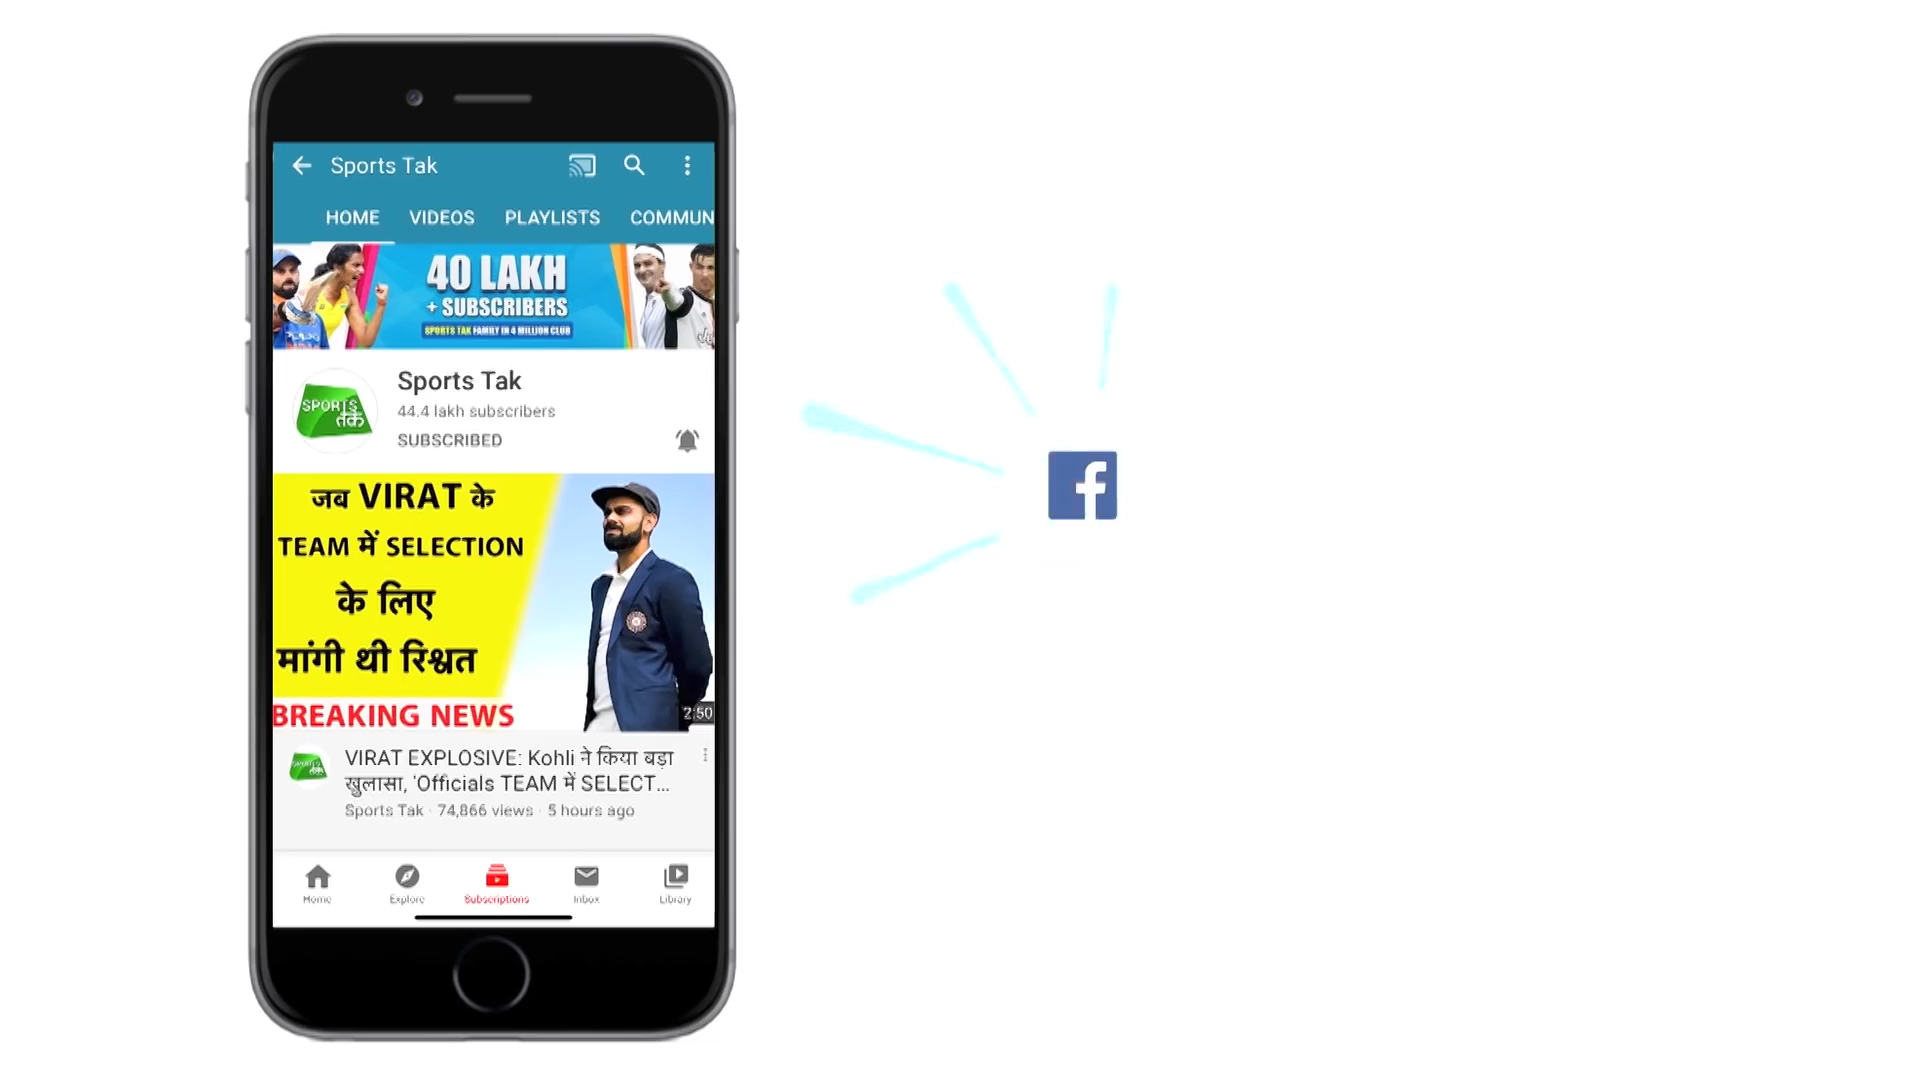 Sports Tak
HOME VIDEOS PLAYLISTS COMMUN
40 LAKH
+ SUBSCRIBERS
SPORTS TAK FAMILY IN 4 MILLION CLUB
SPORTS
तक
Sports Tak
44.4 lakh subscribers
SUBSCRIBED
जब VIRAT के
TEAM में SELECTION
के लिए
मांगी थी रिश्वत
BREAKING NEWS
2:50
SPORTS
तक
VIRAT EXPLOSIVE: Kohli ने किया बड़ा
खुलासा, 'Officials TEAM में SELECT...
Sports Tak · 74,866 views · 5 hours ago
Home Explore Subscriptions Inbox Library
f